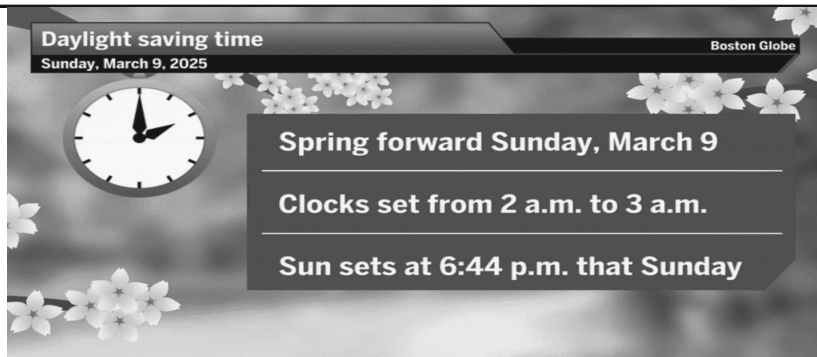 Daylight saving time
Boston Globe
Sunday, March 9, 2025
Spring forward Sunday, March 9
Clocks set from 2 a.m. to 3 a.m.
Sun sets at 6:44 p.m. that Sunday